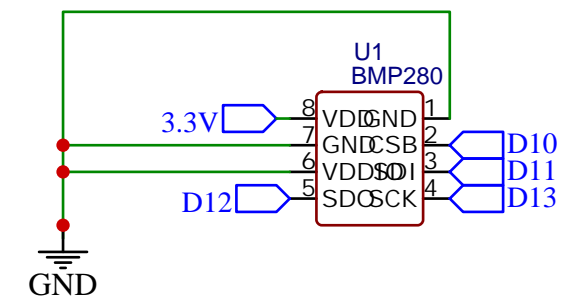 U1
BMP280
3.3V 8 VDD GND 1
7 GND CSB 2 D10
6 VDDIO SDI 3 D11
D12 5 SDO SCK 4 D13
GND